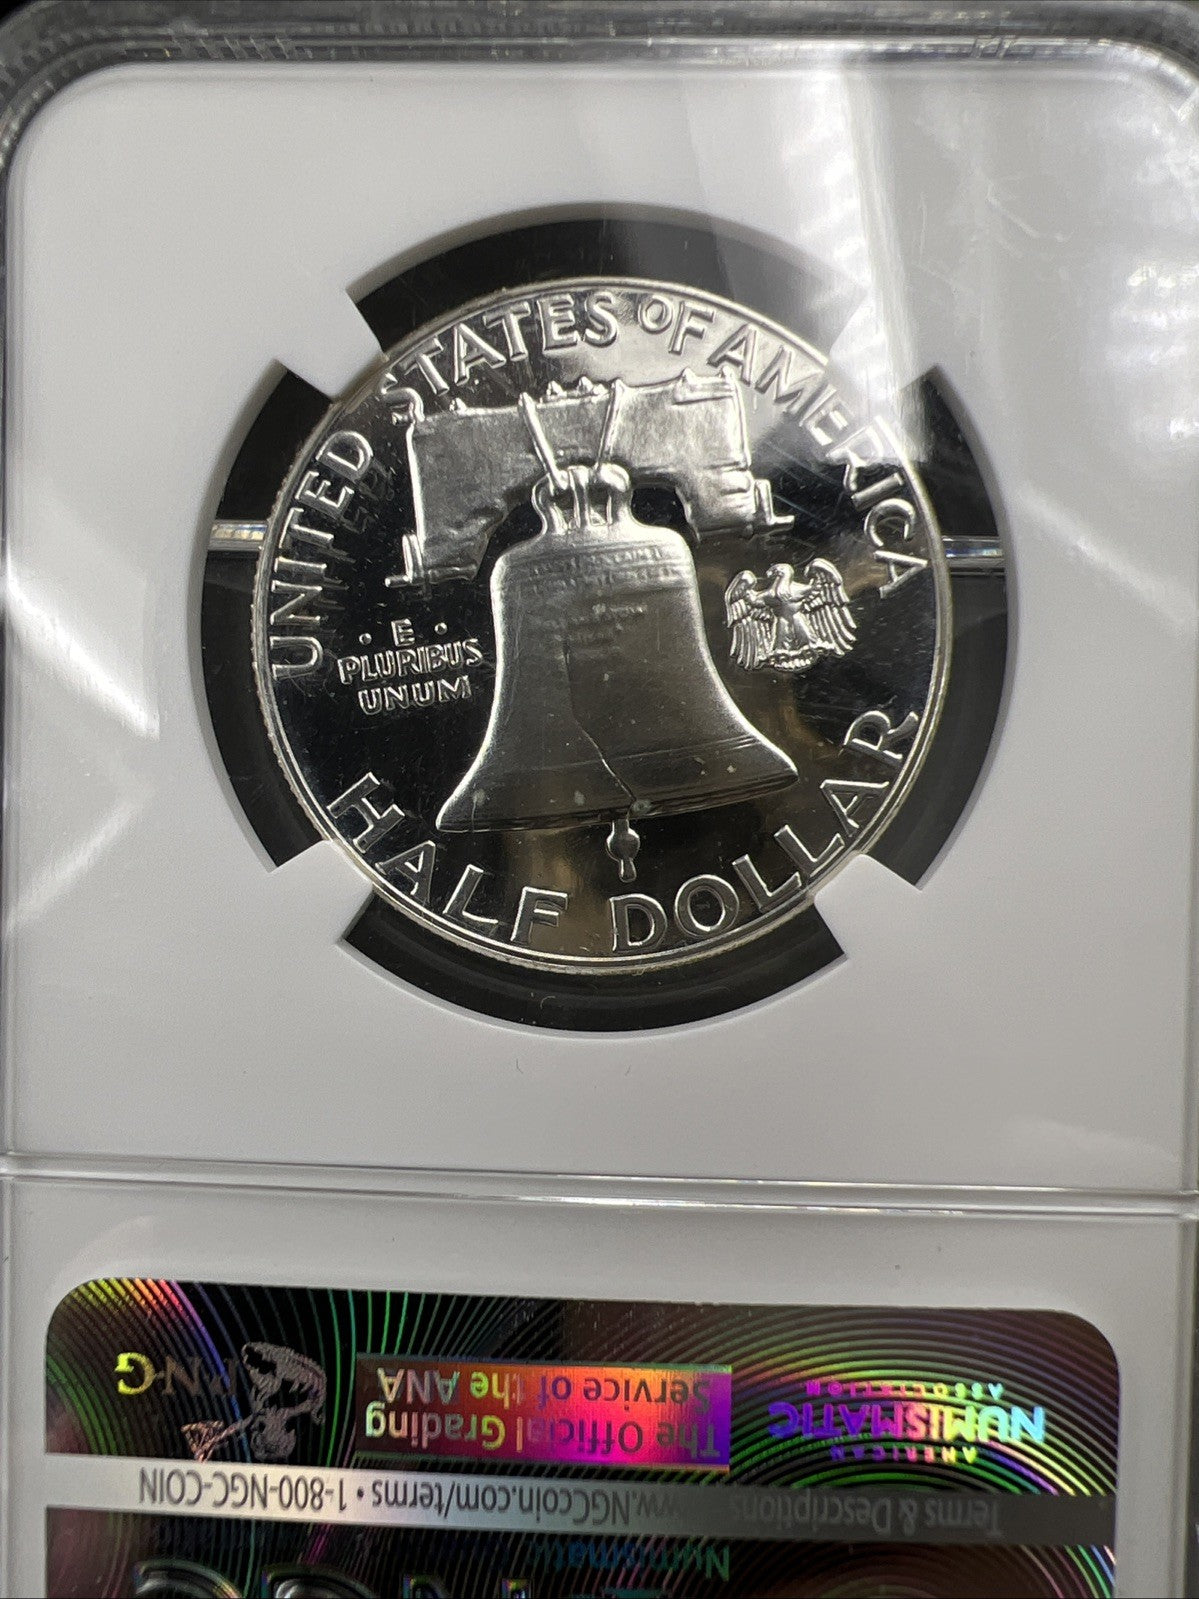 UNITED STATES OF AMERICA
· E ·
PLURIBUS
UNUM
HALF DOLLAR
NGC
The Official Grading
Service of the ANA
AMERICAN
NUMISMATIC
ASSOCIATION
Terms & Descriptions www.NGCcoin.com/terms • 1-800-NGC-COIN